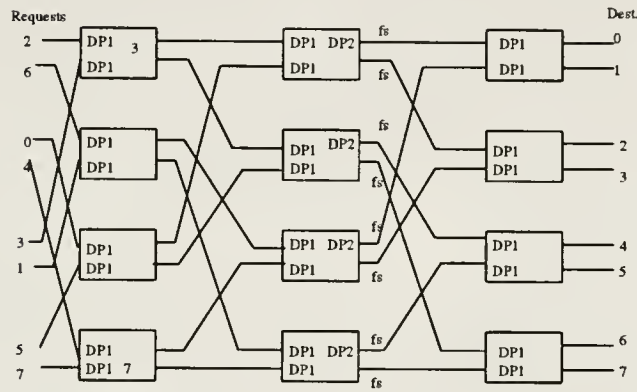 Requests Dest.
2 DP1 3 DP1 DP2 fs DP1 0
DP1 DP1 fs DP1 1
6
0 DP1 DP1 DP2 fs DP1 2
4 DP1 DP1 fs DP1 3
3 DP1 DP1 DP2 fs DP1 4
1 DP1 DP1 fs DP1 5
5 DP1 DP1 DP2 fs DP1 6
7 DP1 7 DP1 fs DP1 7